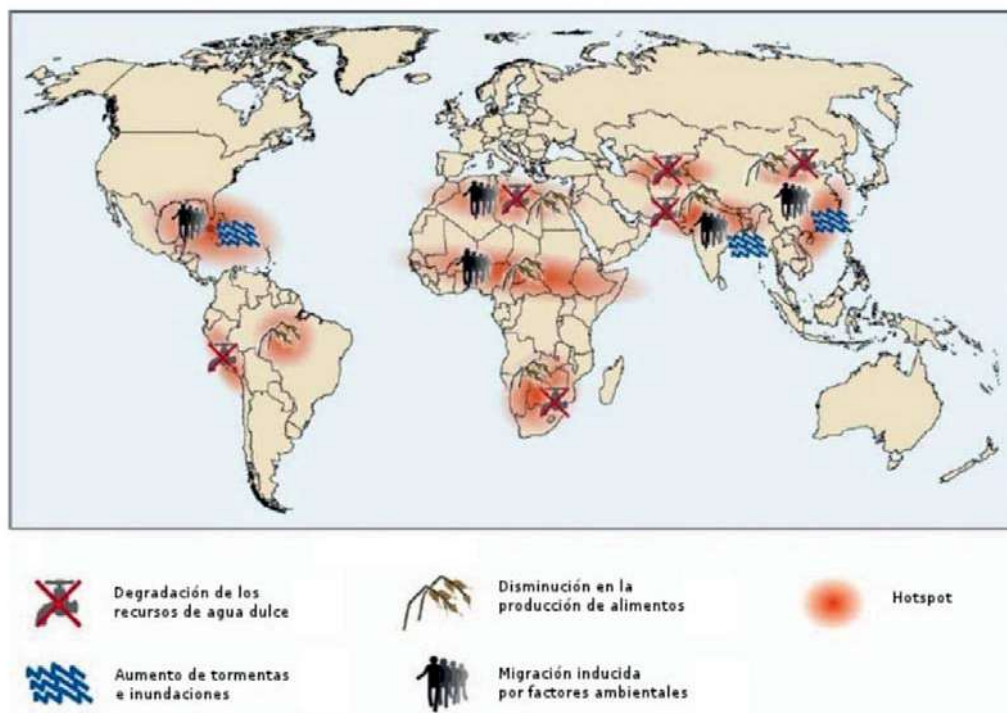 Degradación de los
recursos de agua dulce
Disminución en la
producción de alimentos
Hotspot
Aumento de tormentas
e inundaciones
Migración inducida
por factores ambientales